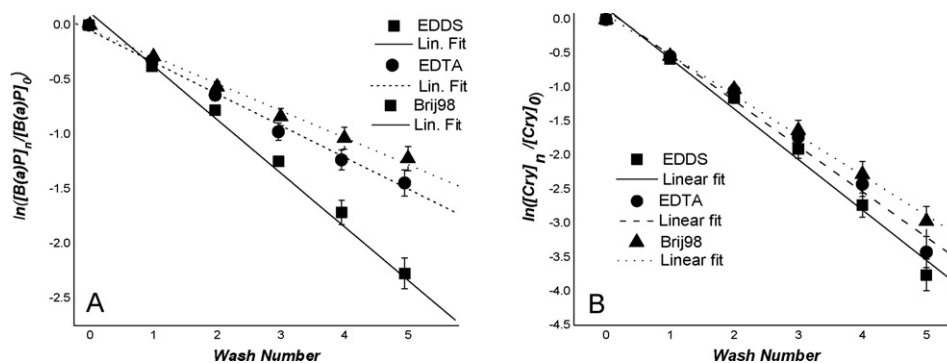 0.0
-0.5
-1.0
-1.5
-2.0
-2.5
ln([B(a)P]n/[B(a)P]0)
EDDS
Lin. Fit
EDTA
Lin. Fit
Brij98
Lin. Fit
A
0 1 2 3 4 5
Wash Number
0.0
-0.5
-1.0
-1.5
-2.0
-2.5
-3.0
-3.5
-4.0
-4.5
ln([Cry]n/[Cry]0)
EDDS
Linear fit
EDTA
Linear fit
Brij98
Linear fit
B
0 1 2 3 4 5
Wash Number